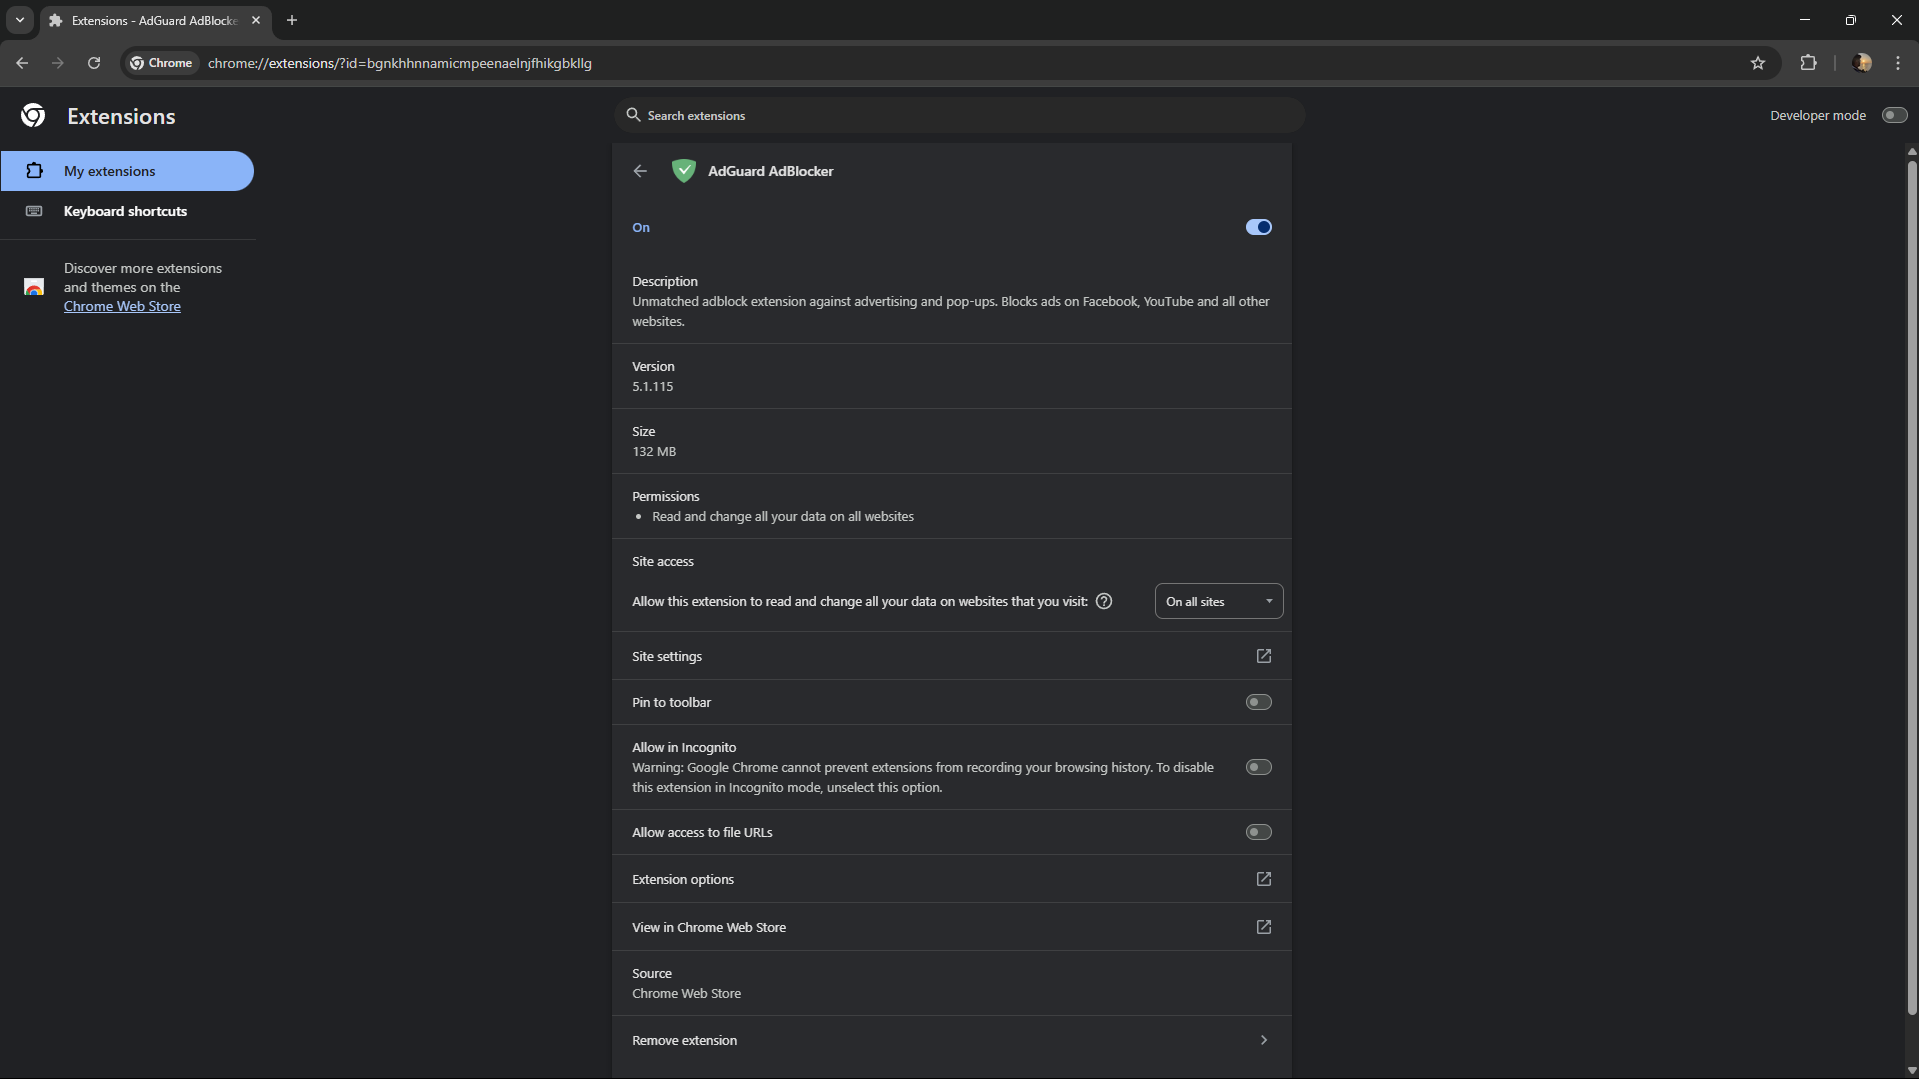 Extensions - AdGuard AdBlocke
Chrome
chrome://extensions/?id=bgnkhhnnamicmpeenaelnjfhikgbkllg
Extensions
Search extensions
Developer mode
My extensions
Keyboard shortcuts
Discover more extensions
and themes on the
Chrome Web Store
AdGuard AdBlocker
On
Description
Unmatched adblock extension against advertising and pop-ups. Blocks ads on Facebook, YouTube and all other
websites.
Version
5.1.115
Size
132 MB
Permissions
• Read and change all your data on all websites
Site access
Allow this extension to read and change all your data on websites that you visit:
On all sites
Site settings
Pin to toolbar
Allow in Incognito
Warning: Google Chrome cannot prevent extensions from recording your browsing history. To disable
this extension in Incognito mode, unselect this option.
Allow access to file URLs
Extension options
View in Chrome Web Store
Source
Chrome Web Store
Remove extension